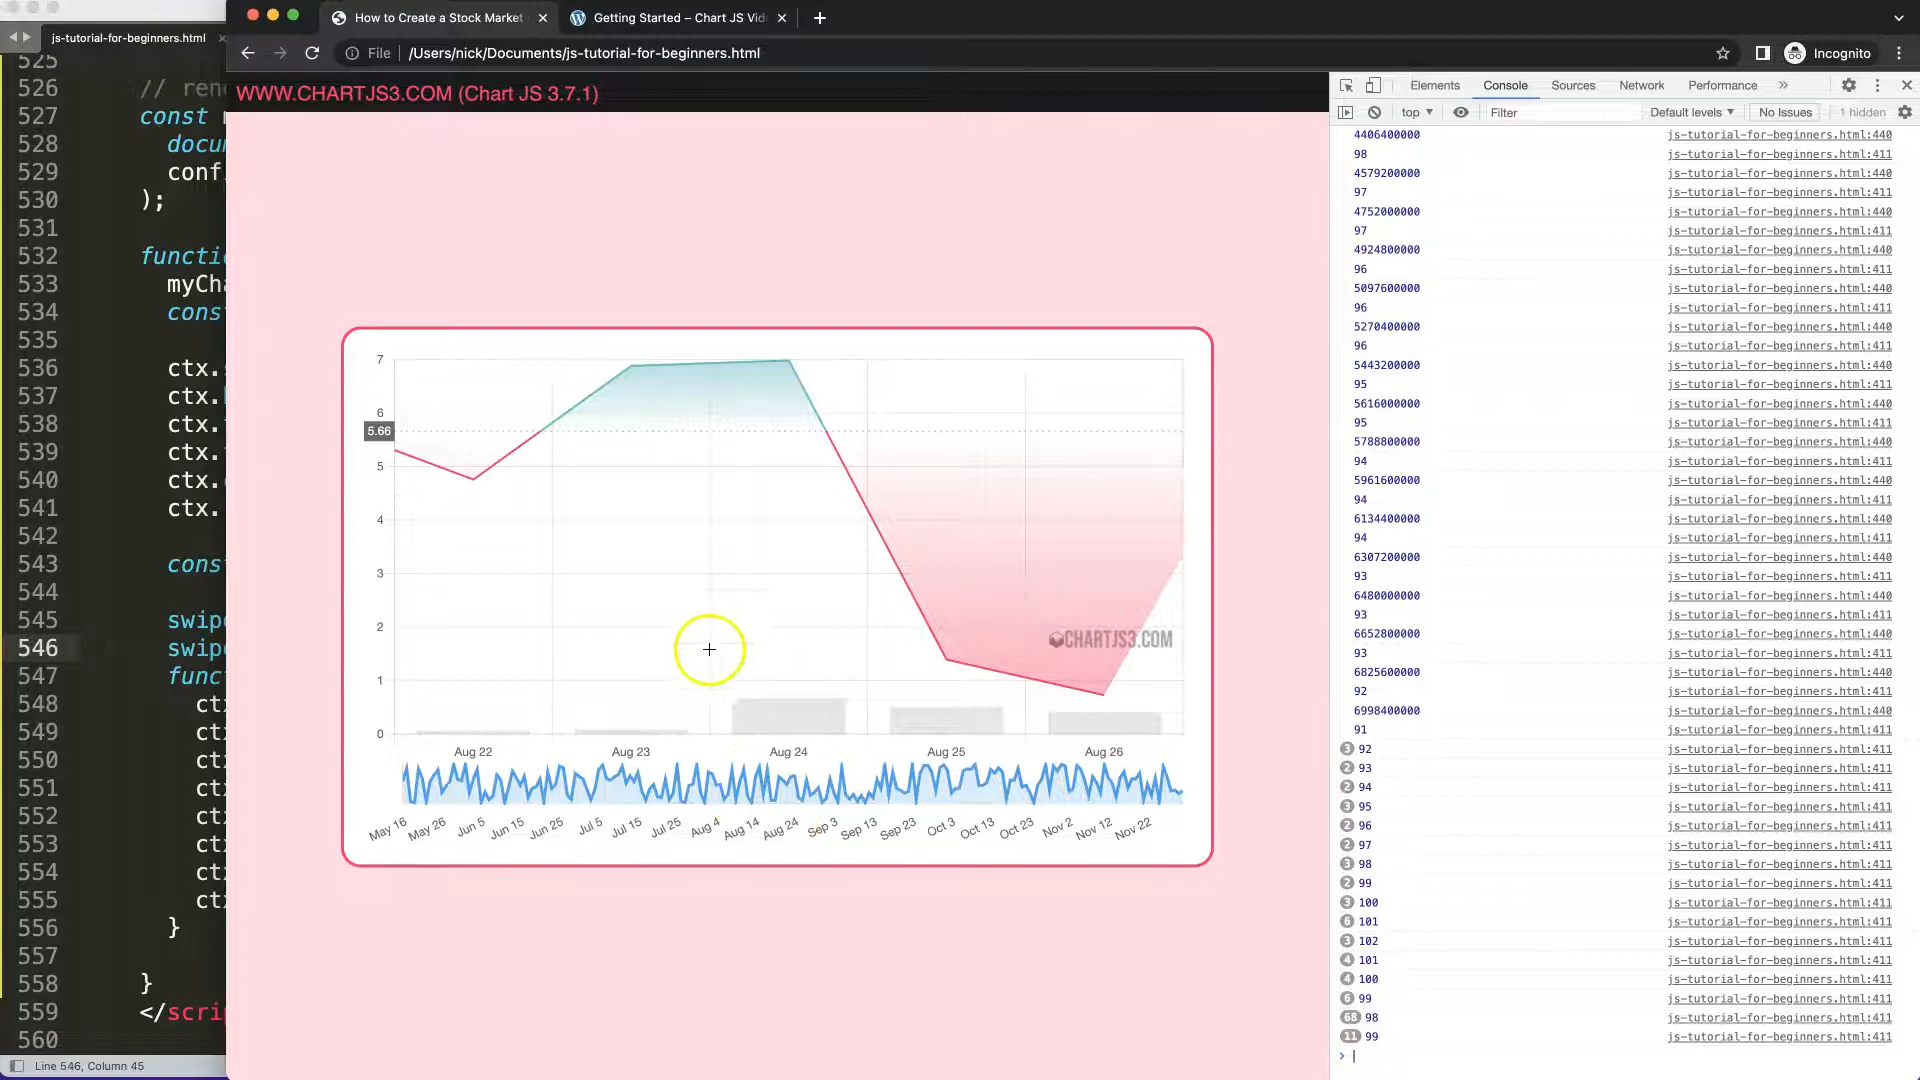 How to Create a Stock Market
Getting Started – Chart JS Vid
js-tutorial-for-beginners.html
File
/Users/nick/Documents/js-tutorial-for-beginners.html
Incognito
WWW.CHARTJS3.COM (Chart JS 3.7.1)
Elements Console Sources Network Performance
top
Filter
Default levels
No Issues
1 hidden
525
526 // ren
527 const
528 docu
529 conf
530 );
531
532 functi
533 myCha
534 cons
535
536 ctx.
537 ctx.
538 ctx.
539 ctx.
540 ctx.
541 ctx.
542
543 cons
544
545 swip
546 swip
547 func
548 ct
549 ct
550 ct
551 ct
552 ct
553 ct
554 ct
555 ct
556 }
557
558 }
559 </scri
560
Line 546, Column 45
7
6
5.66
5
4
3
2
1
0
CHARTJS3.COM
Aug 22 Aug 23 Aug 24 Aug 25 Aug 26
May 16 May 26 Jun 5 Jun 15 Jun 25 Jul 5 Jul 15 Jul 25 Aug 4 Aug 14 Aug 24 Sep 3 Sep 13 Sep 23 Oct 3 Oct 13 Oct 23 Nov 2 Nov 12 Nov 22
4406400000 js-tutorial-for-beginners.html:440
98 js-tutorial-for-beginners.html:411
4579200000 js-tutorial-for-beginners.html:440
97 js-tutorial-for-beginners.html:411
4752000000 js-tutorial-for-beginners.html:440
97 js-tutorial-for-beginners.html:411
4924800000 js-tutorial-for-beginners.html:440
96 js-tutorial-for-beginners.html:411
5097600000 js-tutorial-for-beginners.html:440
96 js-tutorial-for-beginners.html:411
5270400000 js-tutorial-for-beginners.html:440
96 js-tutorial-for-beginners.html:411
5443200000 js-tutorial-for-beginners.html:440
95 js-tutorial-for-beginners.html:411
5616000000 js-tutorial-for-beginners.html:440
95 js-tutorial-for-beginners.html:411
5788800000 js-tutorial-for-beginners.html:440
94 js-tutorial-for-beginners.html:411
5961600000 js-tutorial-for-beginners.html:440
94 js-tutorial-for-beginners.html:411
6134400000 js-tutorial-for-beginners.html:440
94 js-tutorial-for-beginners.html:411
6307200000 js-tutorial-for-beginners.html:440
93 js-tutorial-for-beginners.html:411
6480000000 js-tutorial-for-beginners.html:440
93 js-tutorial-for-beginners.html:411
6652800000 js-tutorial-for-beginners.html:440
93 js-tutorial-for-beginners.html:411
6825600000 js-tutorial-for-beginners.html:440
92 js-tutorial-for-beginners.html:411
6998400000 js-tutorial-for-beginners.html:440
91 js-tutorial-for-beginners.html:411
3 92 js-tutorial-for-beginners.html:411
2 93 js-tutorial-for-beginners.html:411
2 94 js-tutorial-for-beginners.html:411
2 95 js-tutorial-for-beginners.html:411
2 96 js-tutorial-for-beginners.html:411
2 97 js-tutorial-for-beginners.html:411
3 98 js-tutorial-for-beginners.html:411
2 99 js-tutorial-for-beginners.html:411
3 100 js-tutorial-for-beginners.html:411
6 101 js-tutorial-for-beginners.html:411
3 102 js-tutorial-for-beginners.html:411
4 101 js-tutorial-for-beginners.html:411
4 100 js-tutorial-for-beginners.html:411
6 99 js-tutorial-for-beginners.html:411
68 98 js-tutorial-for-beginners.html:411
11 99 js-tutorial-for-beginners.html:411